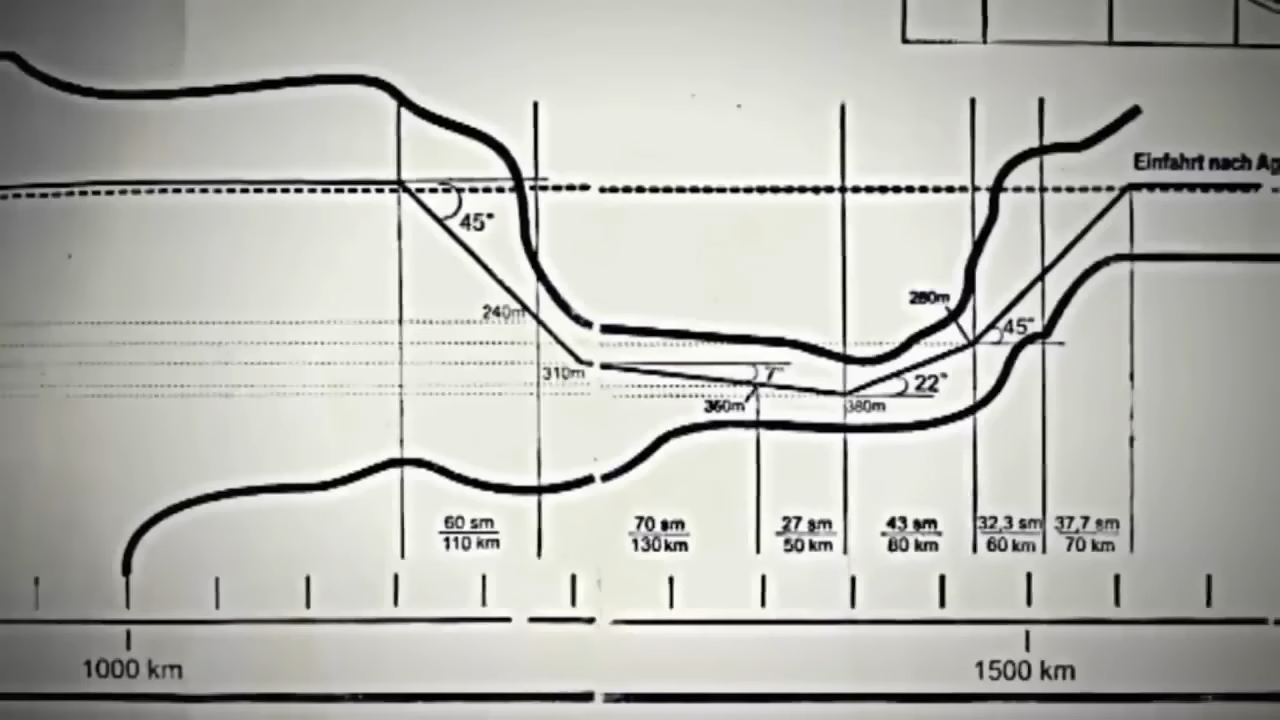 Einfahrt nach
45°
240m
280m
45°
310m
7°
22°
360m
380m
60 sm
110 km
70 sm
130 km
27 sm
50 km
43 sm
80 km
32,3 sm
60 km
37,7 sm
70 km
1000 km
1500 km